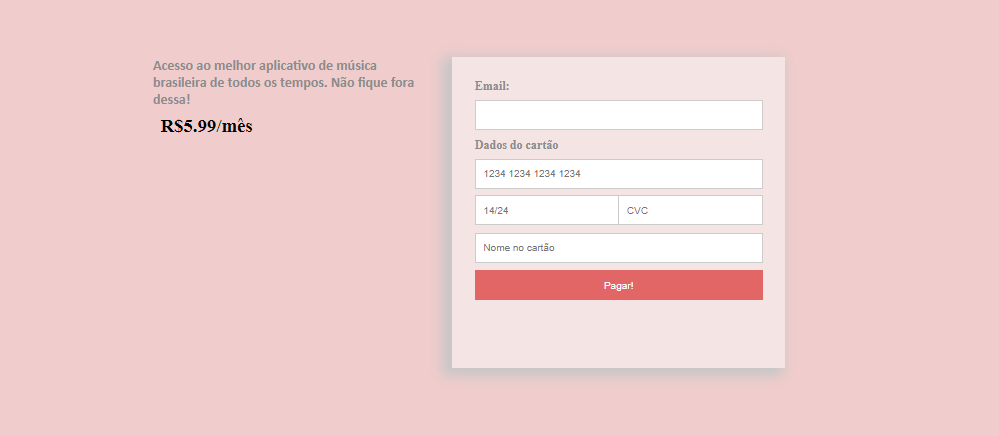 Acesso ao melhor aplicativo de música
brasileira de todos os tempos. Não fique fora
dessa!
R$5.99/mês
Email:
Dados do cartão
1234 1234 1234 1234
14/24 CVC
Nome no cartão
Pagar!